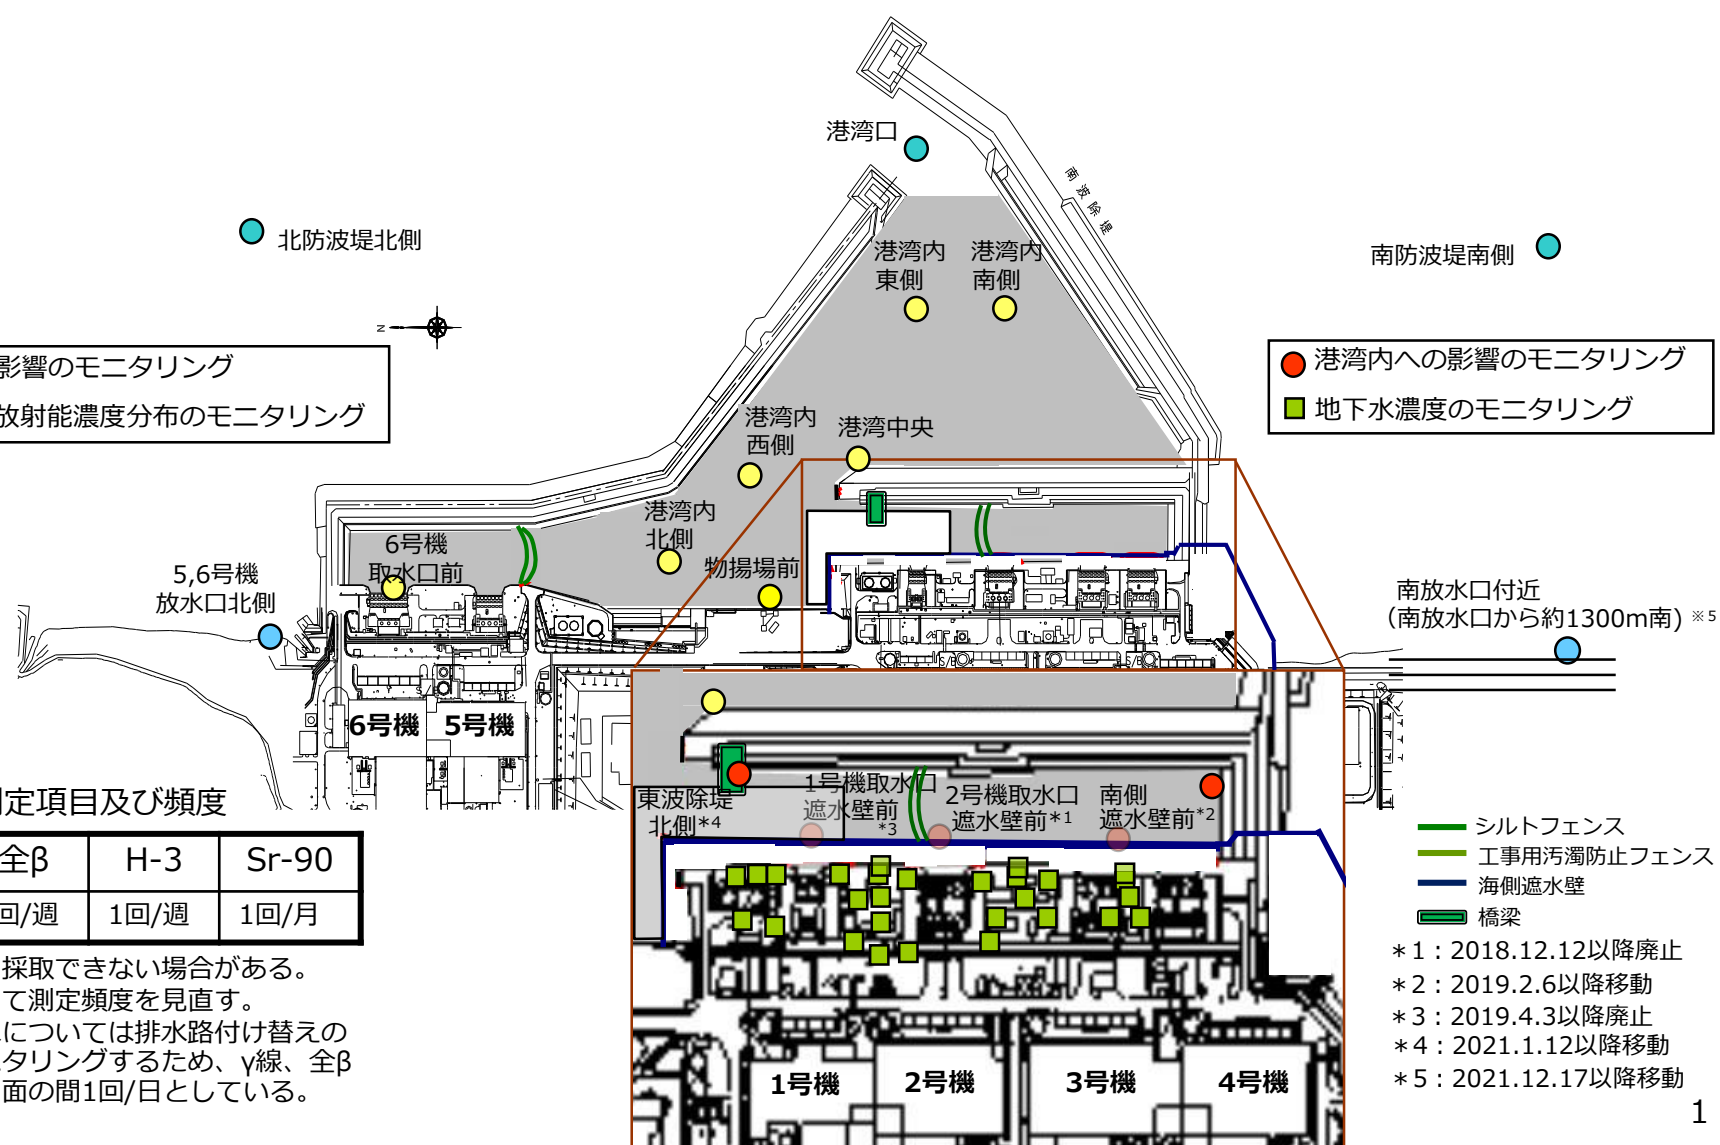 港湾口
南波除堤
北防波堤北側
南防波堤南側
港湾内
東側
港湾内
南側
N
影響のモニタリング
放射能濃度分布のモニタリング
港湾内への影響のモニタリング
地下水濃度のモニタリング
港湾内
西側
港湾中央
港湾内
北側
物揚場前
6号機
取水口前
5,6号機
放水口北側
南放水口付近
(南放水口から約1300m南) ※5
6号機
5号機
東波除堤
北側*4
1号機取水口
遮水壁前
*3
2号機取水口
遮水壁前*1
南側
遮水壁前*2
1号機
2号機
3号機
4号機
定項目及び頻度
全β H-3 Sr-90
回/週 1回/週 1回/月
採取できない場合がある。
て測定頻度を見直す。
については排水路付け替えの
タリングするため、γ線、全β
面の間1回/日としている。
シルトフェンス
工事用汚濁防止フェンス
海側遮水壁
橋梁
*1:2018.12.12以降廃止
*2:2019.2.6以降移動
*3:2019.4.3以降廃止
*4:2021.1.12以降移動
*5:2021.12.17以降移動
1